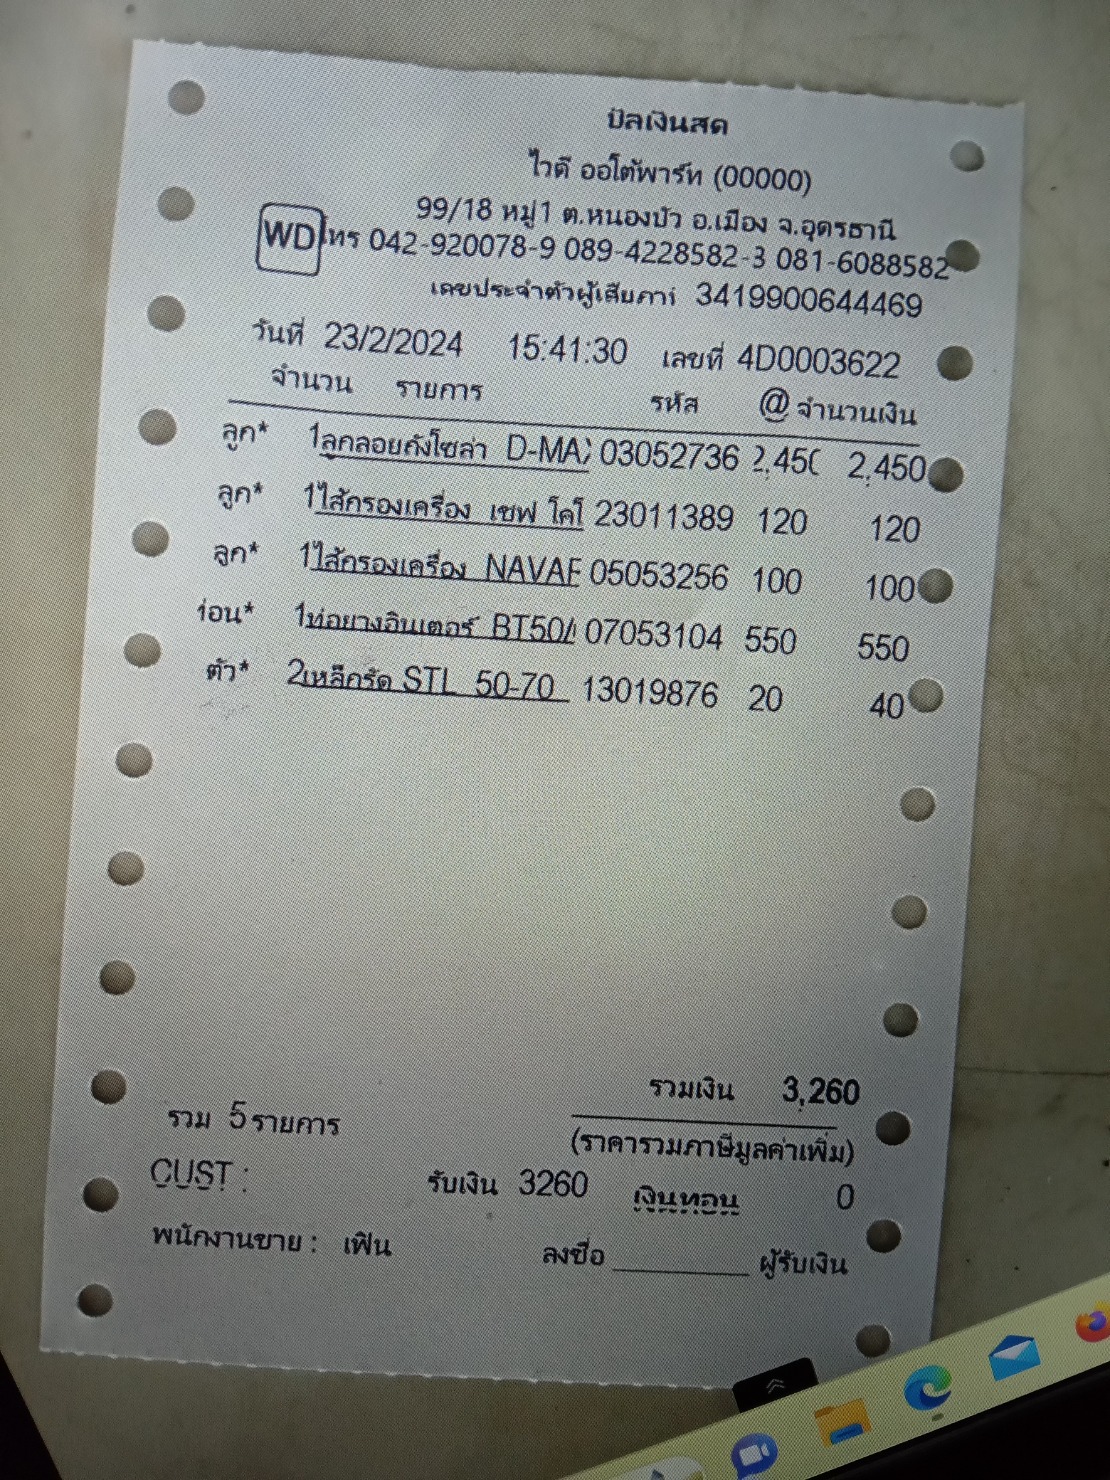 บิลเงินสด
ไวดี ออโต้พาร์ท (00000)
99/18 หมู่1 ต.หนองบัว อ.เมือง จ.อุดรธานี
WD โทร 042-920078-9 089-4228582-3 081-6088582
เลขประจำตัวผู้เสียภาษี 3419900644469
วันที่ 23/2/2024 15:41:30 เลขที่ 4D0003622
จำนวน รายการ รหัส @ จำนวนเงิน
ลูก* 1 ลูกลอยถังโซล่า D-MAX 03052736 2,450 2,450
ลูก* 1 ไส้กรองเครื่อง เชฟ โคโ 23011389 120 120
ลูก* 1 ไส้กรองเครื่อง NAVAR 05053256 100 100
ท่อน* 1 ท่อยางอินเตอร์ BT50/ 07053104 550 550
ตัว* 2 เหล็กรัด STL 50-70 13019876 20 40
รวมเงิน 3,260
รวม 5 รายการ (ราคารวมภาษีมูลค่าเพิ่ม)
CUST : รับเงิน 3260 เงินทอน 0
พนักงานขาย : เฟิน ลงชื่อ ________ ผู้รับเงิน